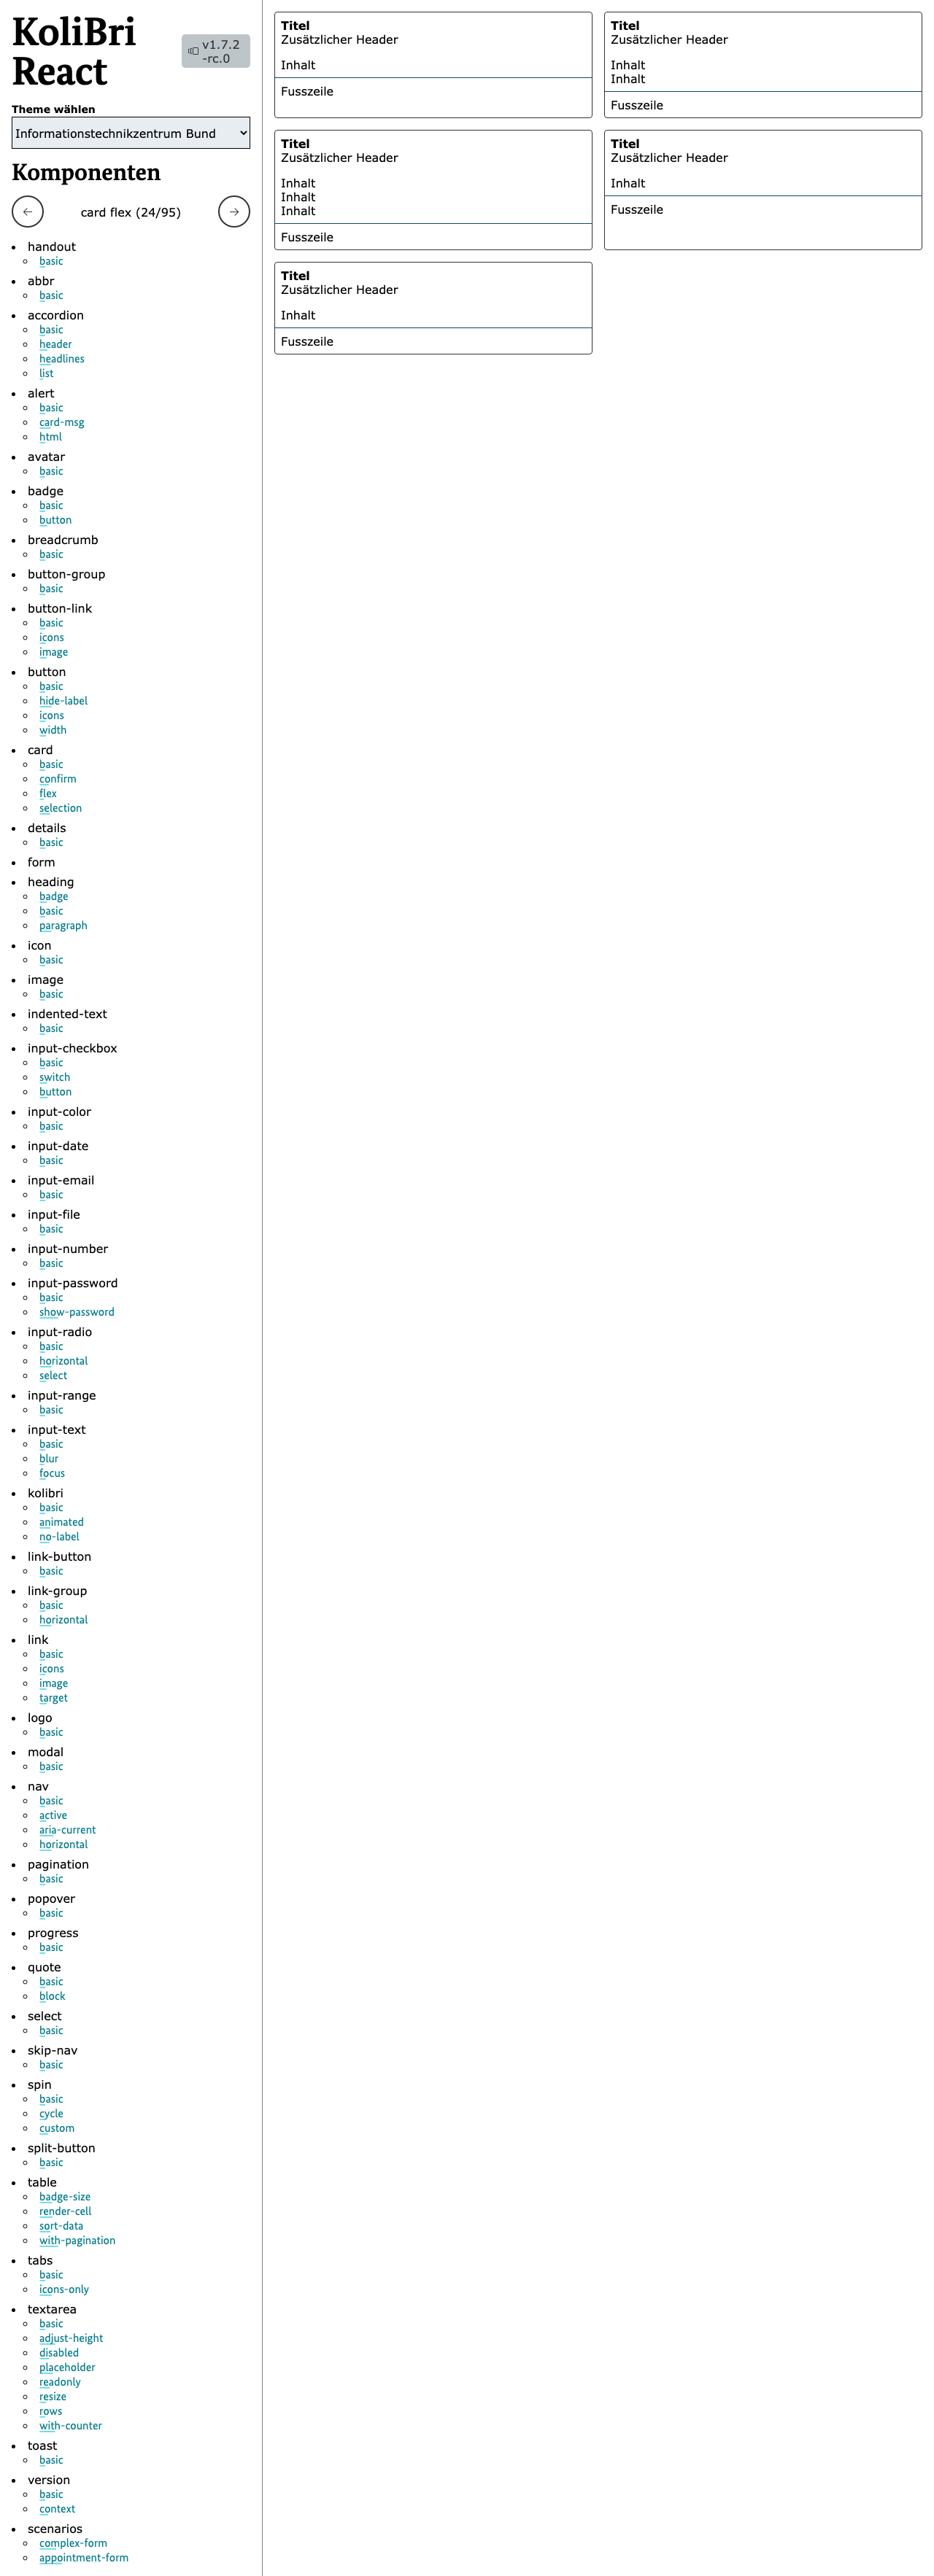 KoliBri
React
v1.7.2
-rc.0
Theme wählen
Informationstechnikzentrum Bund
Komponenten
card flex (24/95)
handout
basic
abbr
basic
accordion
basic
header
headlines
list
alert
basic
card-msg
html
avatar
basic
badge
basic
button
breadcrumb
basic
button-group
basic
button-link
basic
icons
image
button
basic
hide-label
icons
width
card
basic
confirm
flex
selection
details
basic
form
heading
badge
basic
paragraph
icon
basic
image
basic
indented-text
basic
input-checkbox
basic
switch
button
input-color
basic
input-date
basic
input-email
basic
input-file
basic
input-number
basic
input-password
basic
show-password
input-radio
basic
horizontal
select
input-range
basic
input-text
basic
blur
focus
kolibri
basic
animated
no-label
link-button
basic
link-group
basic
horizontal
link
basic
icons
image
target
logo
basic
modal
basic
nav
basic
active
aria-current
horizontal
pagination
basic
popover
basic
progress
basic
quote
basic
block
select
basic
skip-nav
basic
spin
basic
cycle
custom
split-button
basic
table
badge-size
render-cell
sort-data
with-pagination
tabs
basic
icons-only
textarea
basic
adjust-height
disabled
placeholder
readonly
resize
rows
with-counter
toast
basic
version
basic
context
scenarios
complex-form
appointment-form
Titel
Zusätzlicher Header
Inhalt
Fusszeile
Titel
Zusätzlicher Header
Inhalt
Inhalt
Fusszeile
Titel
Zusätzlicher Header
Inhalt
Inhalt
Inhalt
Fusszeile
Titel
Zusätzlicher Header
Inhalt
Fusszeile
Titel
Zusätzlicher Header
Inhalt
Fusszeile